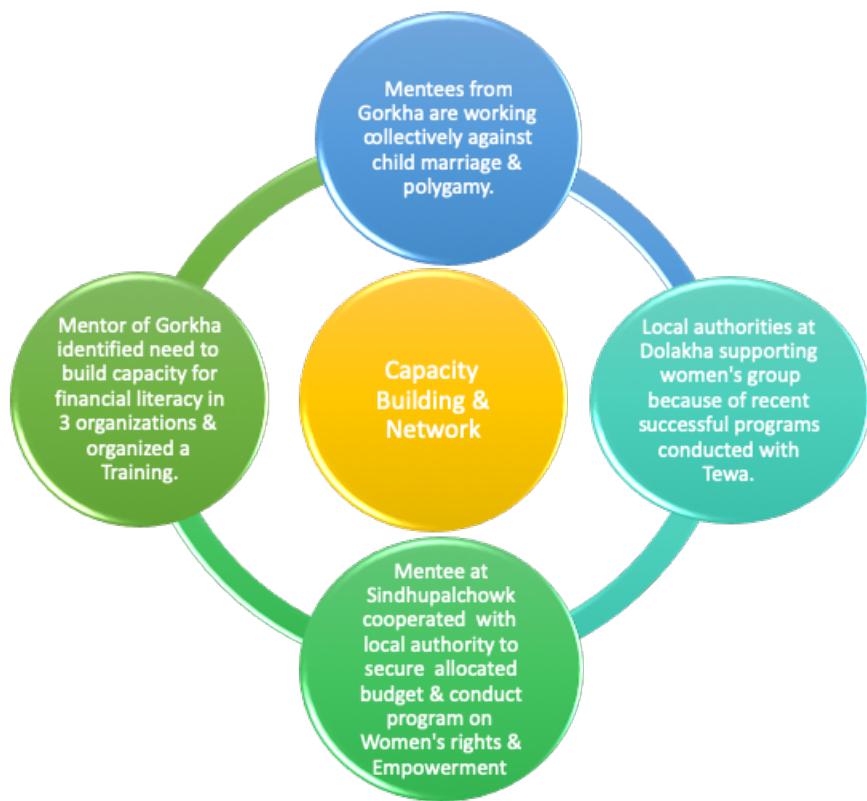 Mentees from
Gorkha are working
collectively against
child marriage &
polygamy.
Mentor of Gorkha
identified need to
build capacity for
financial literacy in
3 organizations &
organized a
Training.
Capacity
Building &
Network
Local authorities at
Dolakha supporting
women's group
because of recent
successful programs
conducted with
Tewa.
Mentee at
Sindhupalchowk
cooperated with
local authority to
secure allocated
budget & conduct
program on
Women's rights &
Empowerment